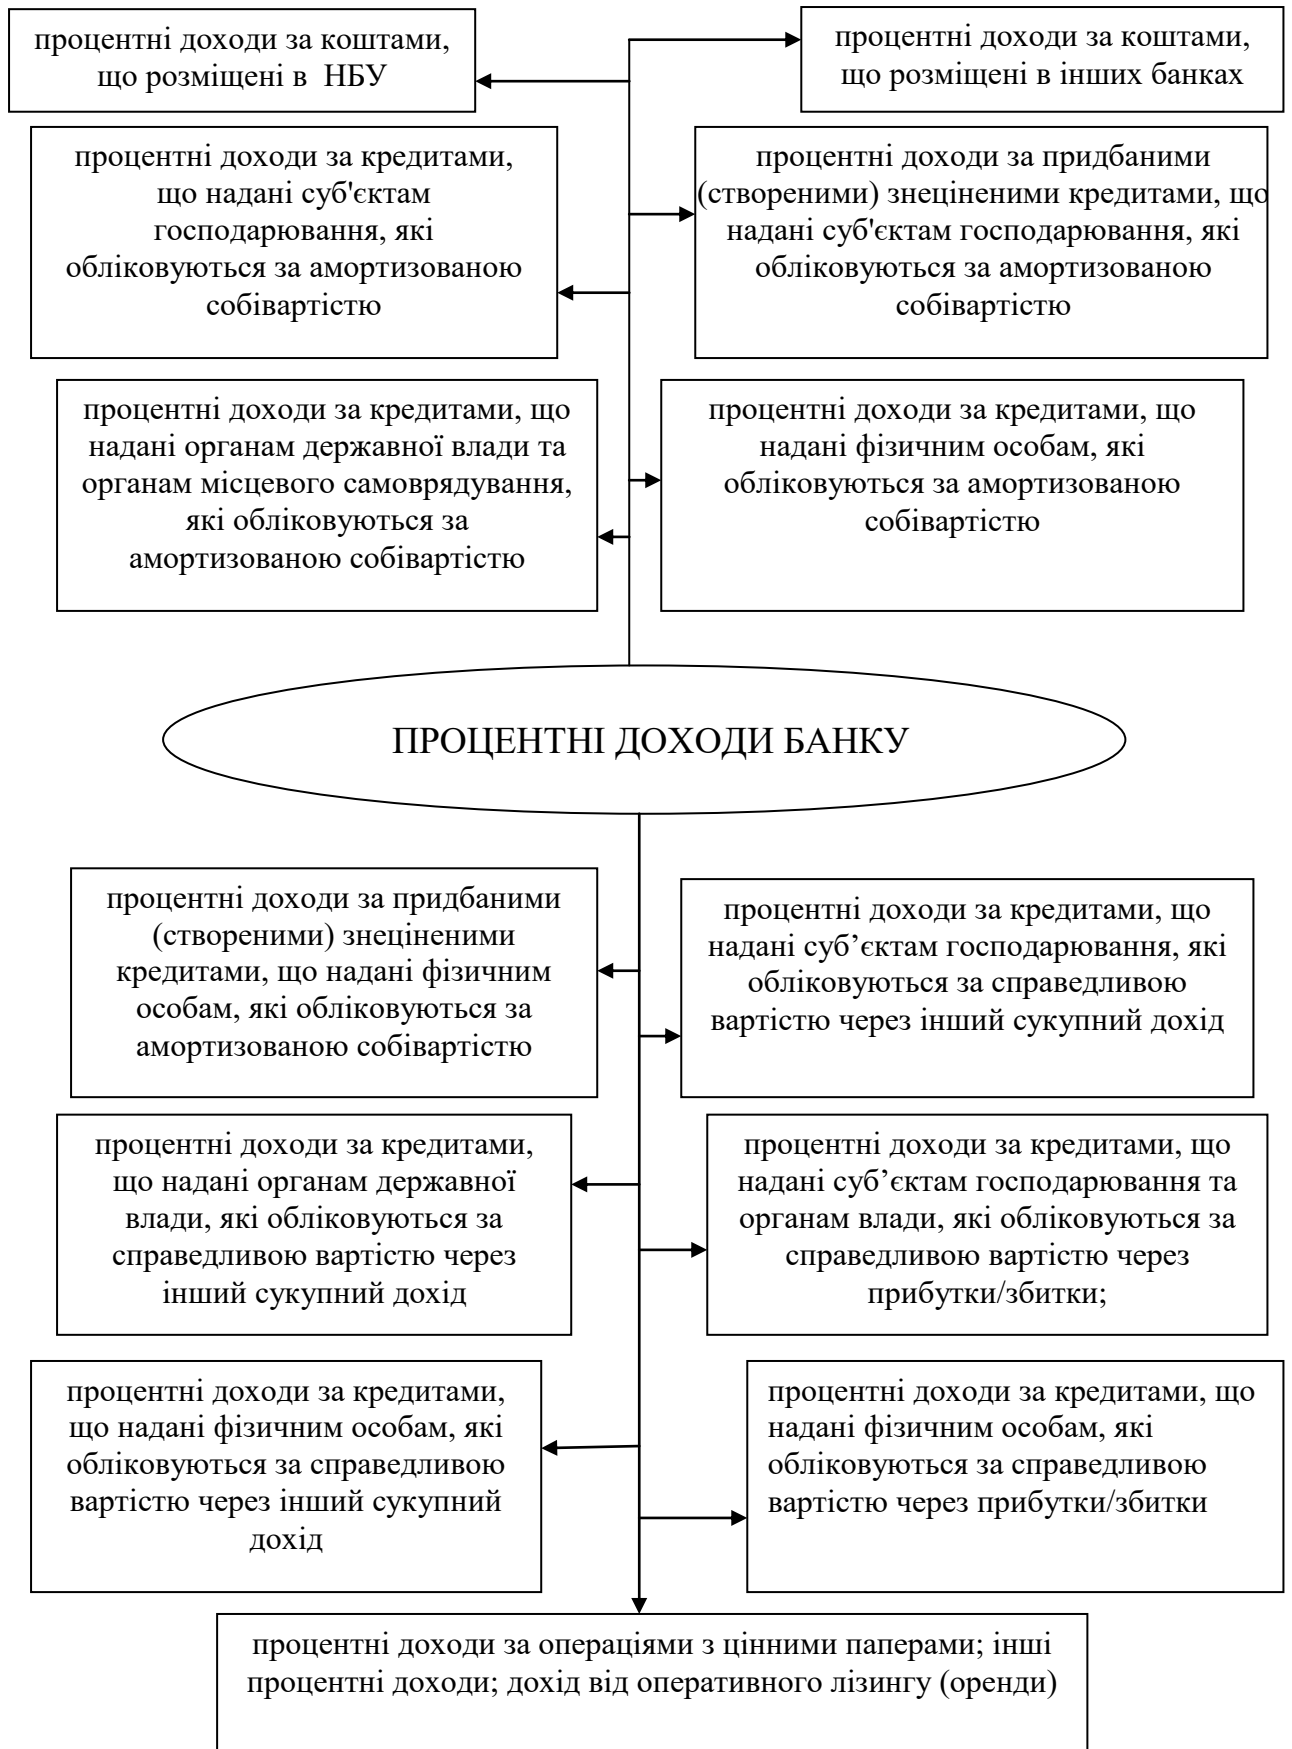 процентні доходи за коштами,
що розміщені в НБУ
процентні доходи за коштами,
що розміщені в інших банках
процентні доходи за кредитами,
що надані суб'єктам
господарювання, які
обліковуються за амортизованою
собівартістю
процентні доходи за придбаними
(створеними) знеціненими кредитами, що
надані суб'єктам господарювання, які
обліковуються за амортизованою
собівартістю
процентні доходи за кредитами, що
надані органам державної влади та
органам місцевого самоврядування,
які обліковуються за
амортизованою собівартістю
процентні доходи за кредитами, що
надані фізичним особам, які
обліковуються за амортизованою
собівартістю
ПРОЦЕНТНІ ДОХОДИ БАНКУ
процентні доходи за придбаними
(створеними) знеціненими
кредитами, що надані фізичним
особам, які обліковуються за
амортизованою собівартістю
процентні доходи за кредитами, що
надані суб’єктам господарювання, які
обліковуються за справедливою
вартістю через інший сукупний дохід
процентні доходи за кредитами,
що надані органам державної
влади, які обліковуються за
справедливою вартістю через
інший сукупний дохід
процентні доходи за кредитами, що
надані суб’єктам господарювання та
органам влади, які обліковуються за
справедливою вартістю через
прибутки/збитки;
процентні доходи за кредитами,
що надані фізичним особам, які
обліковуються за справедливою
вартістю через інший сукупний
дохід
процентні доходи за кредитами, що
надані фізичним особам, які
обліковуються за справедливою
вартістю через прибутки/збитки
процентні доходи за операціями з цінними паперами; інші
процентні доходи; дохід від оперативного лізингу (оренди)